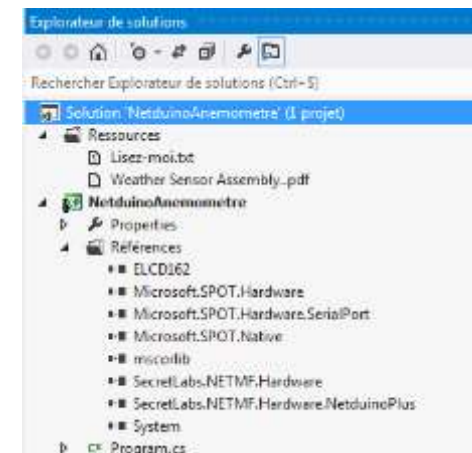 Explorateur de solutions
Rechercher Explorateur de solutions (Ctrl+$)
Solution 'NetduinoAnemometre' (1 projet)
Ressources
Lisez-moi.txt
Weather Sensor Assembly..pdf
NetduinoAnemometre
Properties
Références
ELCD162
Microsoft.SPOT.Hardware
Microsoft.SPOT.Hardware.SerialPort
Microsoft.SPOT.Native
mscorlib
SecretLabs.NETMF.Hardware
SecretLabs.NETMF.Hardware.NetduinoPlus
System
C# Program.cs